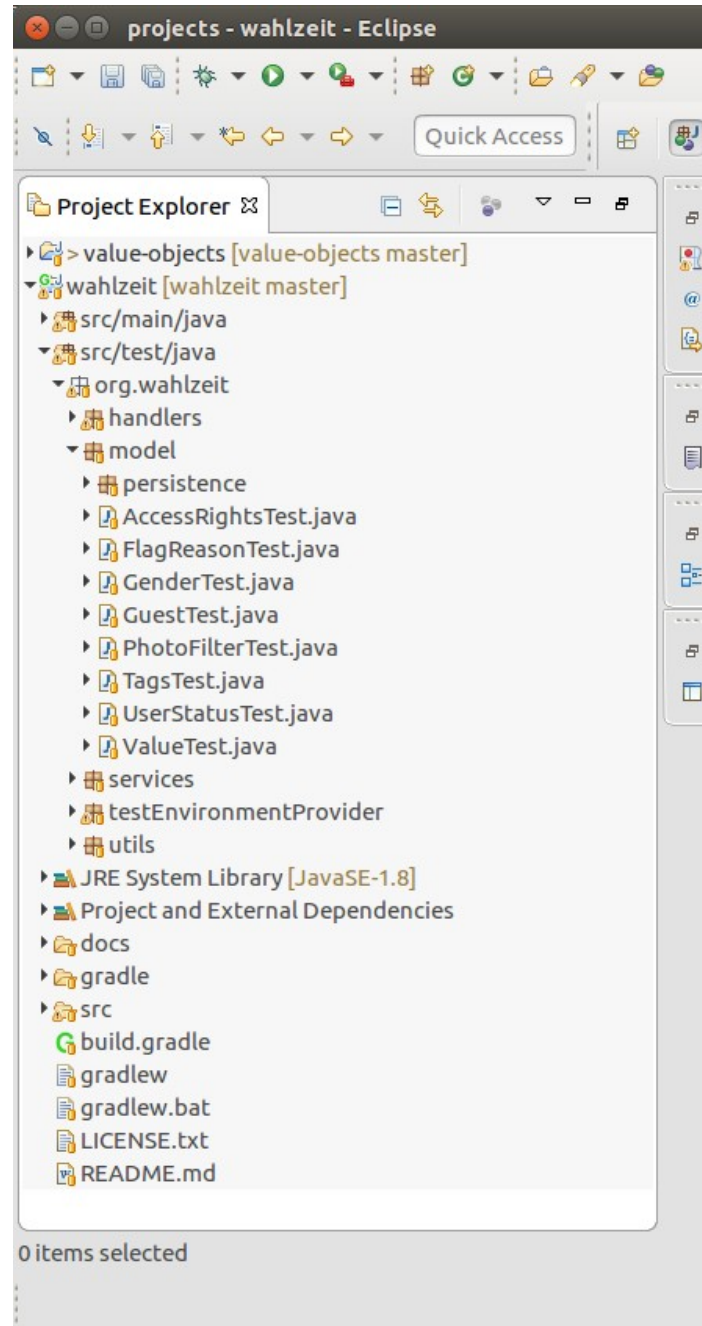 projects - wahlzeit - Eclipse
Quick Access
Project Explorer
> value-objects [value-objects master]
wahlzeit [wahlzeit master]
src/main/java
src/test/java
org.wahlzeit
handlers
model
persistence
AccessRightsTest.java
FlagReasonTest.java
GenderTest.java
GuestTest.java
PhotoFilterTest.java
TagsTest.java
UserStatusTest.java
ValueTest.java
services
testEnvironmentProvider
utils
JRE System Library [JavaSE-1.8]
Project and External Dependencies
docs
gradle
src
build.gradle
gradlew
gradlew.bat
LICENSE.txt
README.md
0 items selected